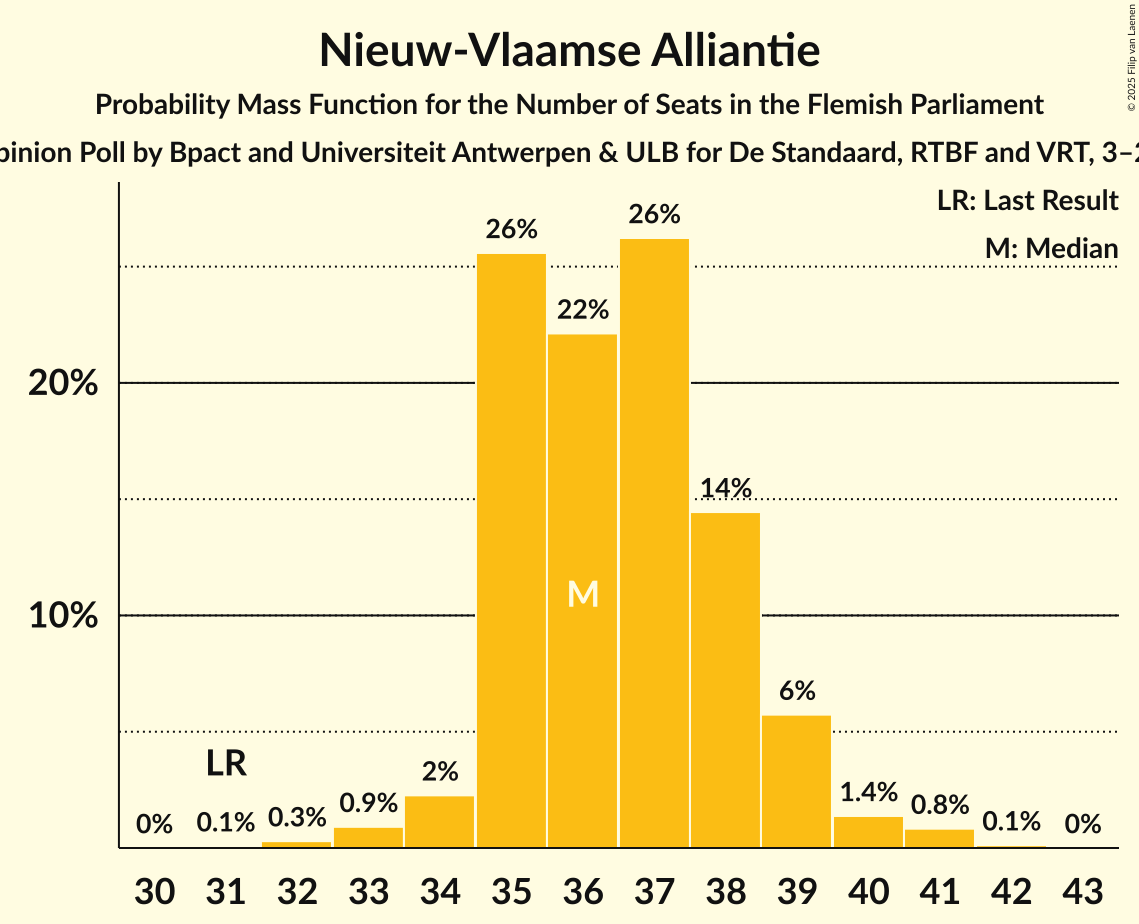 © 2025 Filip van Laenen
Nieuw-Vlaamse Alliantie
Probability Mass Function for the Number of Seats in the Flemish Parliament
pinion Poll by Bpact and Universiteit Antwerpen & ULB for De Standaard, RTBF and VRT, 3–2
LR: Last Result
M: Median
26%
26%
22%
20%
14%
M
10%
6%
LR
2%
0%
0.1%
0.3%
0.9%
1.4%
0.8%
0.1%
0%
30 31 32 33 34 35 36 37 38 39 40 41 42 43